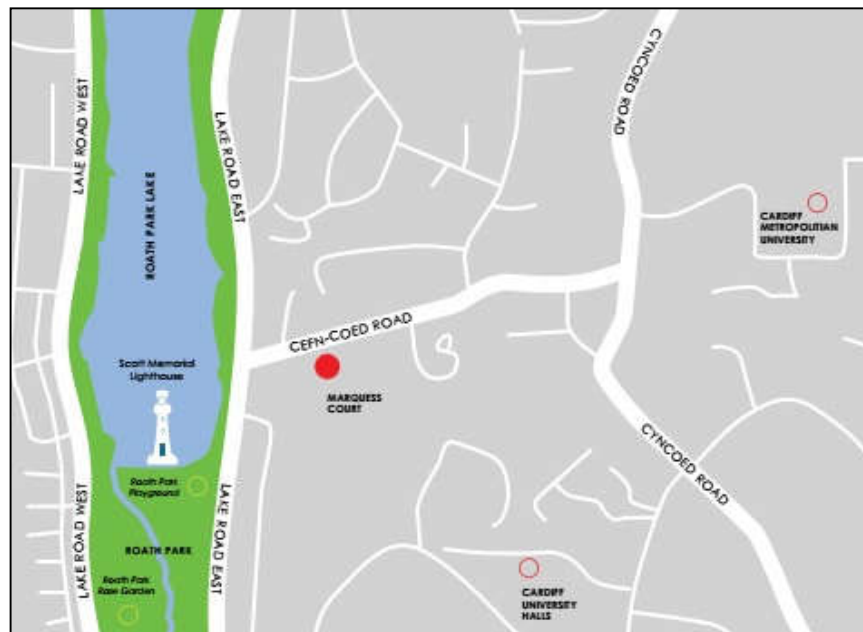 CYNCOED ROAD
LAKE ROAD WEST
LAKE ROAD EAST
ROATH PARK LAKE
CARDIFF
METROPOLITIAN
UNIVERSITY
CEFN-COED ROAD
Scott Memorial
Lighthouse
MARQUESS
COURT
CYNCOED ROAD
Roath Park
Playground
LAKE ROAD WEST
LAKE ROAD EAST
ROATH PARK
Roath Park
Rose Garden
CARDIFF
UNIVERSITY
HALLS